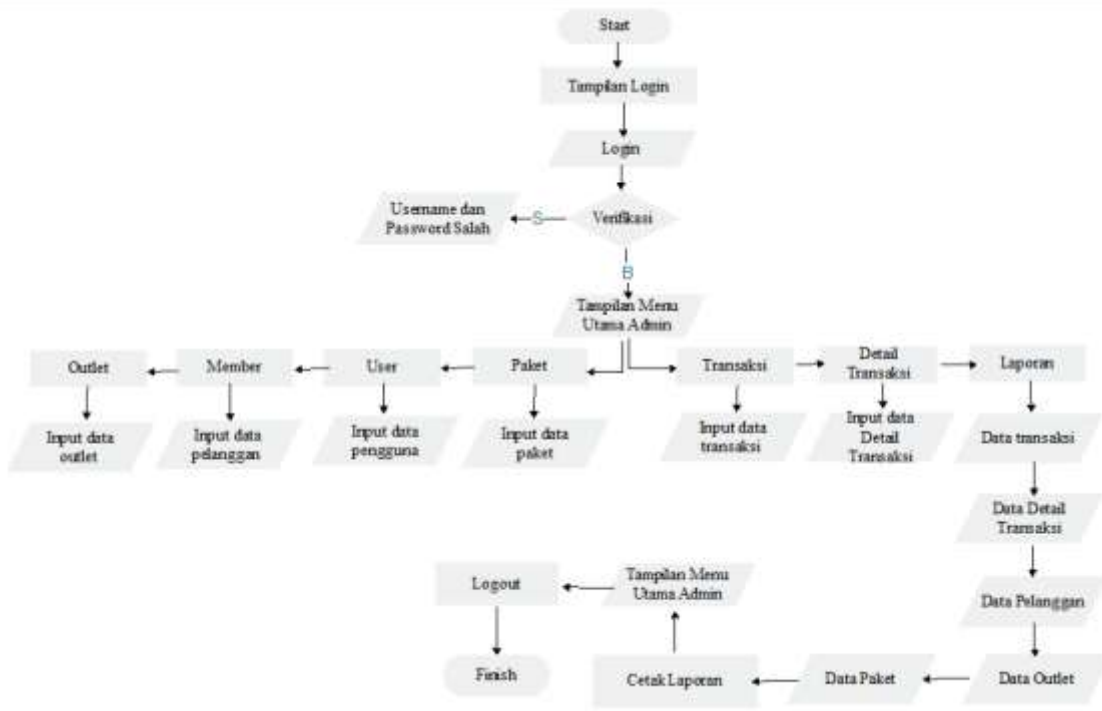 Start
Tampilan Login
Login
Username dan
Password Salah
S
Verifikasi
B
Tampilan Menu
Utama Admin
Outlet
Member
User
Paket
Transaksi
Detail
Transaksi
Laporan
Input data
outlet
Input data
pelanggan
Input data
pengguna
Input data
paket
Input data
transaksi
Input data
Detail
Transaksi
Data transaksi
Data Detail
Transaksi
Logout
Tampilan Menu
Utama Admin
Data Pelanggan
Finish
Cetak Laporan
Data Paket
Data Outlet